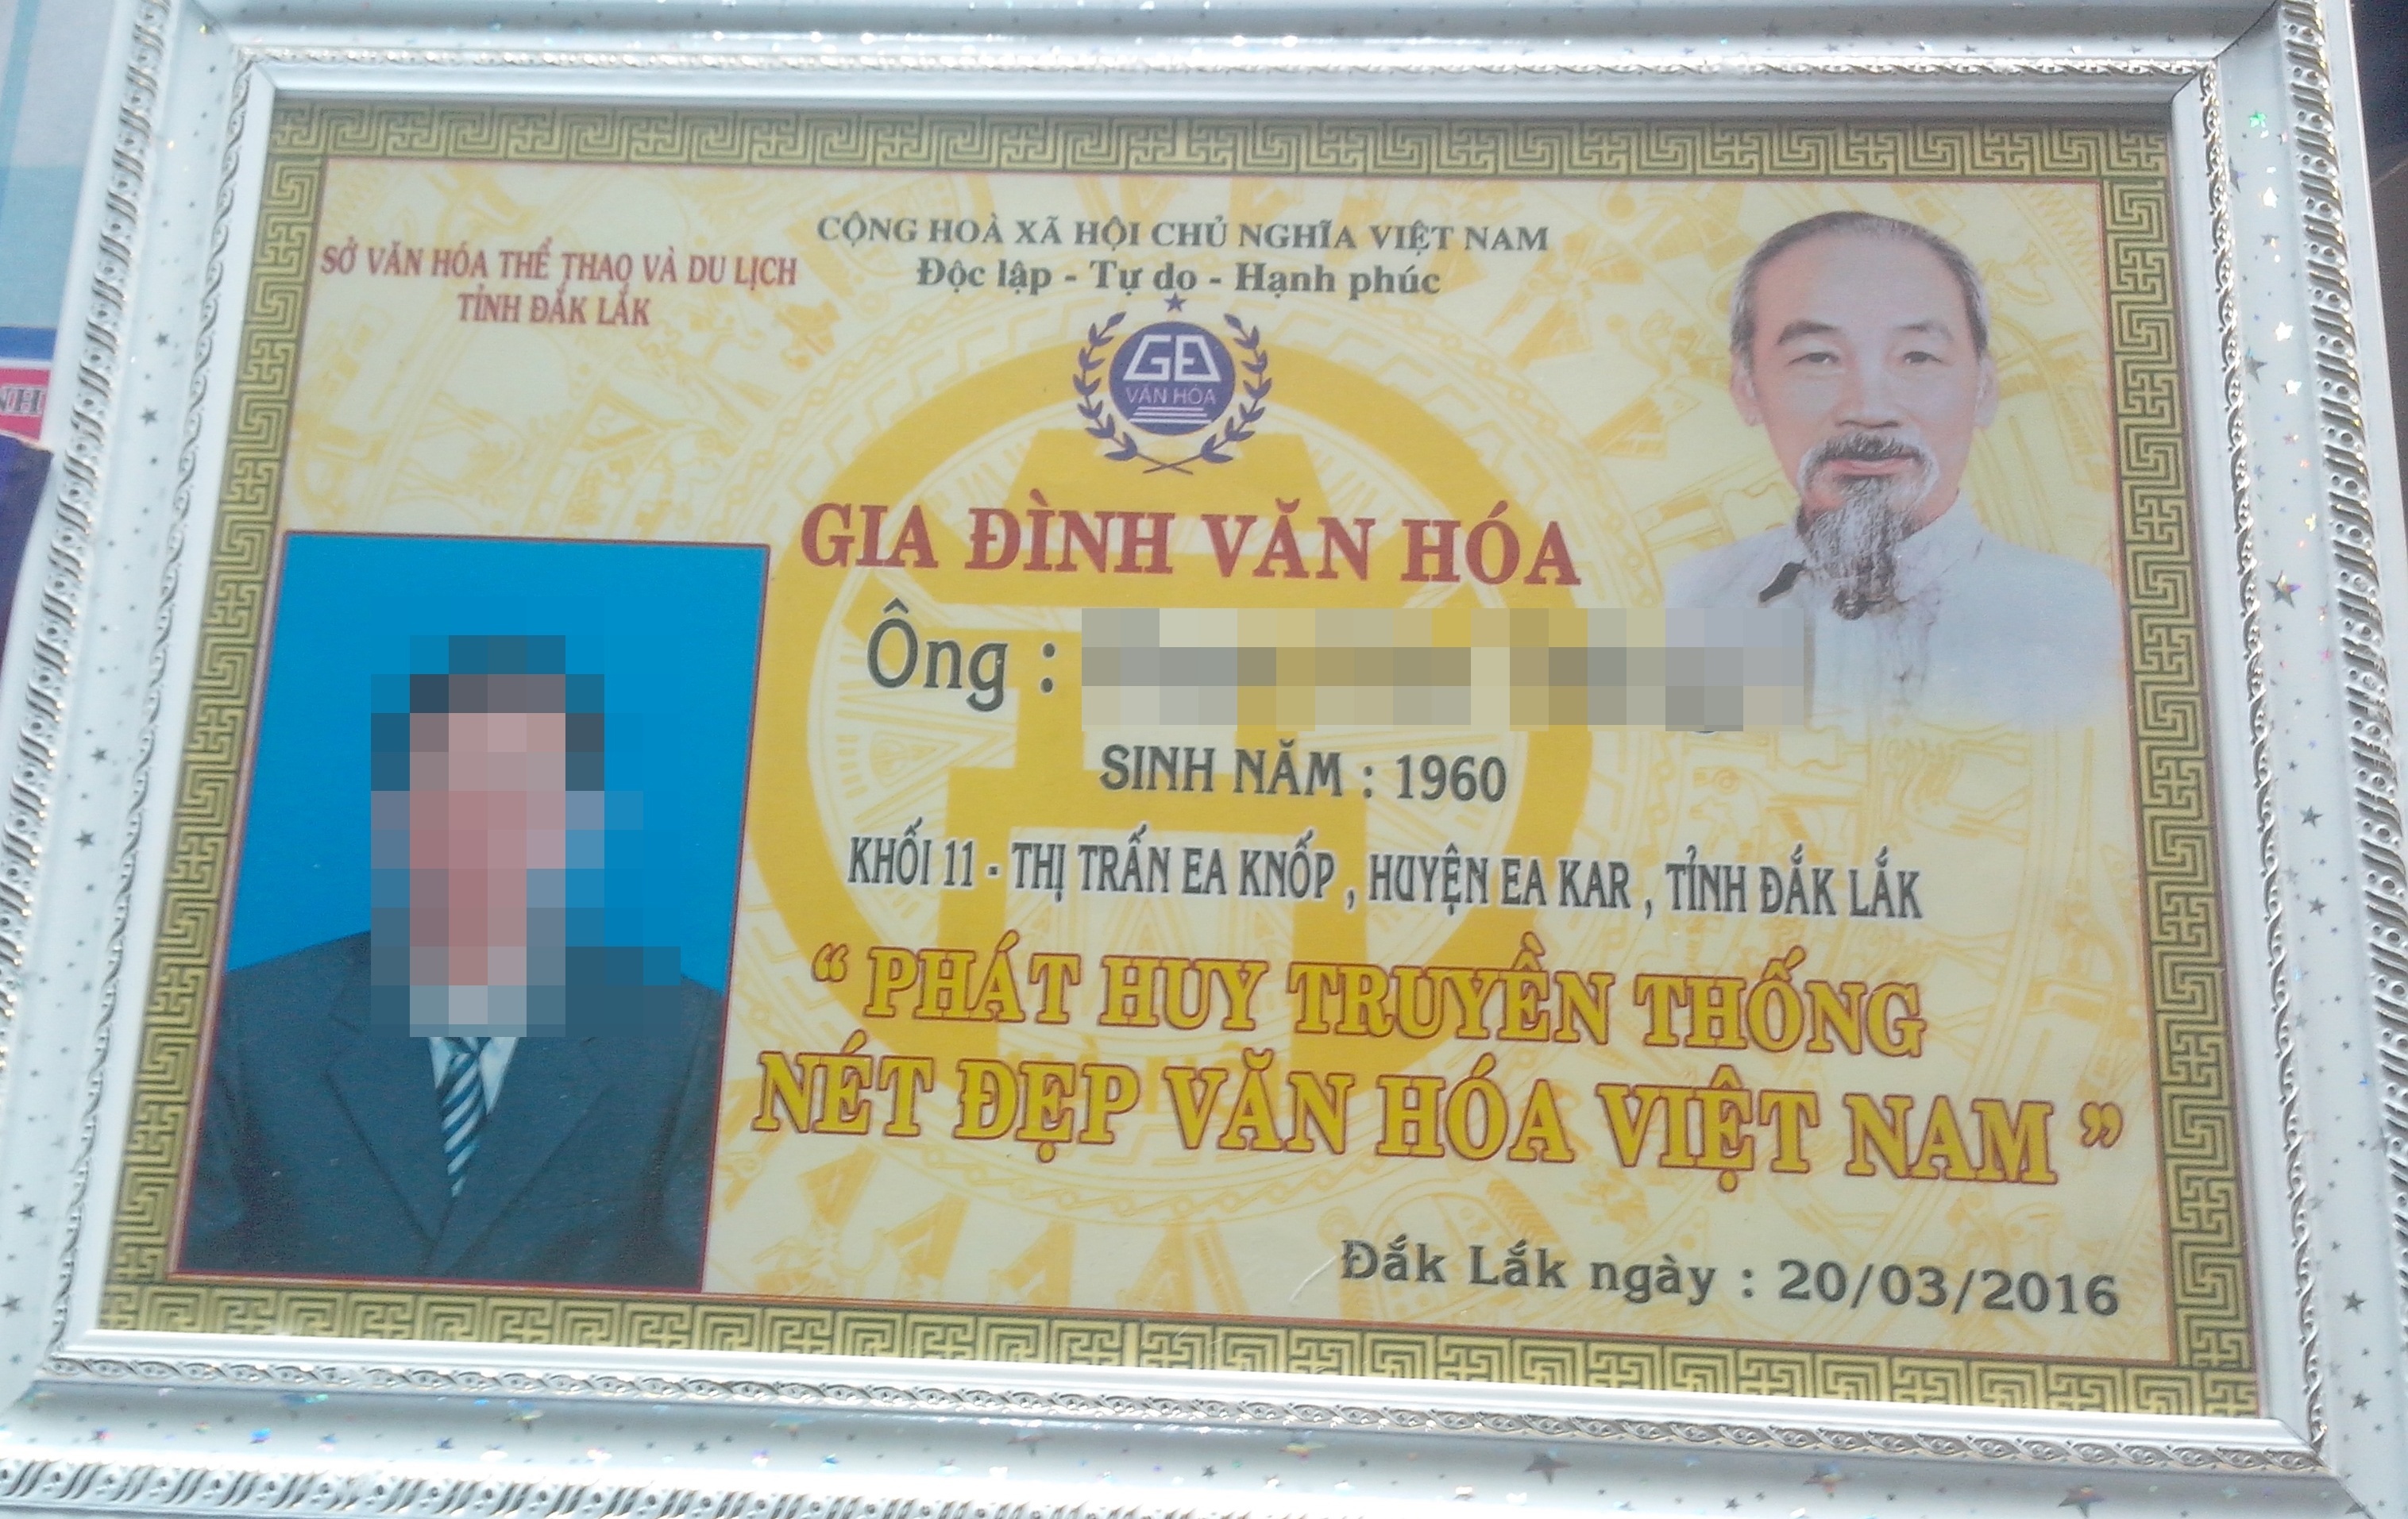 SỞ VĂN HÓA THỂ THAO VÀ DU LỊCH
TỈNH ĐẮK LẮK
CỘNG HOÀ XÃ HỘI CHỦ NGHĨA VIỆT NAM
Độc lập - Tự do - Hạnh phúc
GĐ
VĂN HÓA
GIA ĐÌNH VĂN HÓA
Ông :
SINH NĂM : 1960
KHỐI 11 - THỊ TRẤN EA KNỐP , HUYỆN EA KAR , TỈNH ĐẮK LẮK
“ PHÁT HUY TRUYỀN THỐNG
NÉT ĐẸP VĂN HÓA VIỆT NAM ”
Đắk Lắk ngày : 20/03/2016